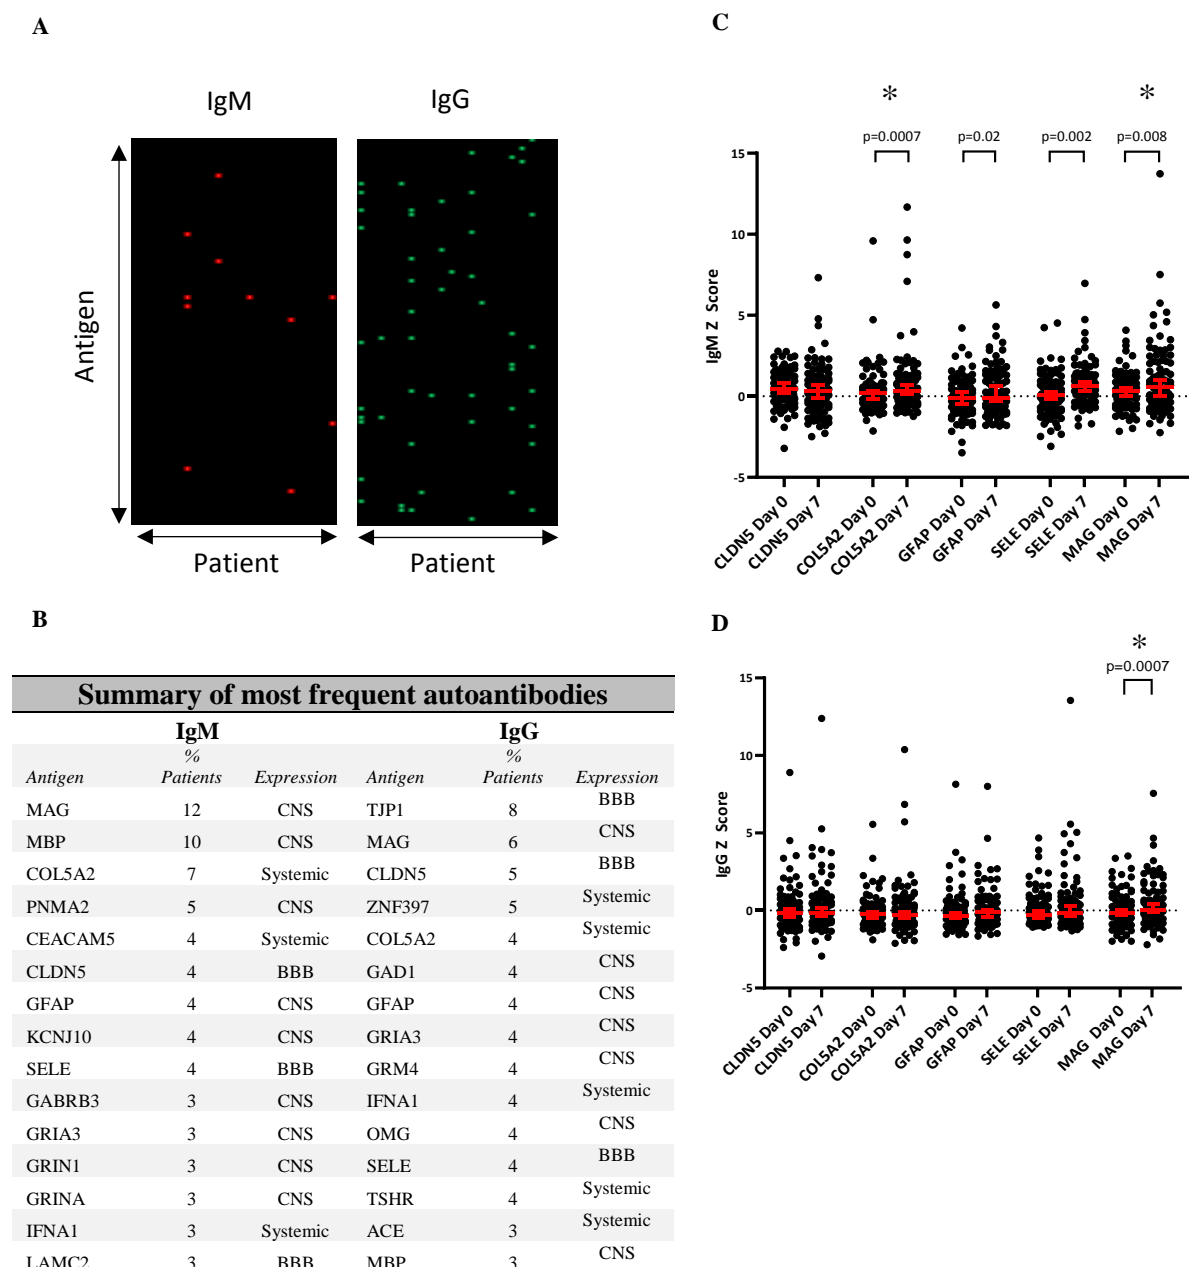 A
IgM
IgG
Antigen
Patient
Patient
B
Summary of most frequent autoantibodies
IgM IgG
Antigen % Patients Expression Antigen % Patients Expression
MAG 12 CNS TJP1 8 BBB
MBP 10 CNS MAG 6 CNS
COL5A2 7 Systemic CLDN5 5 BBB
PNMA2 5 CNS ZNF397 5 Systemic
CEACAM5 4 Systemic COL5A2 4 Systemic
CLDN5 4 BBB GAD1 4 CNS
GFAP 4 CNS GFAP 4 CNS
KCNJ10 4 CNS GRIA3 4 CNS
SELE 4 BBB GRM4 4 CNS
GABRB3 3 CNS IFNA1 4 Systemic
GRIA3 3 CNS OMG 4 CNS
GRIN1 3 CNS SELE 4 BBB
GRINA 3 CNS TSHR 4 Systemic
IFNA1 3 Systemic ACE 3 Systemic
LAMC2 3 BBB MBP 3 CNS
C
* *
p=0.0007 p=0.02 p=0.002 p=0.008
15
10
5
0
-5
IgM Z Score
CLDN5 Day 0
CLDN5 Day 7
COL5A2 Day 0
COL5A2 Day 7
GFAP Day 0
GFAP Day 7
SELE Day 0
SELE Day 7
MAG Day 0
MAG Day 7
D
*
p=0.0007
15
10
5
0
-5
IgG Z Score
CLDN5 Day 0
CLDN5 Day 7
COL5A2 Day 0
COL5A2 Day 7
GFAP Day 0
GFAP Day 7
SELE Day 0
SELE Day 7
MAG Day 0
MAG Day 7